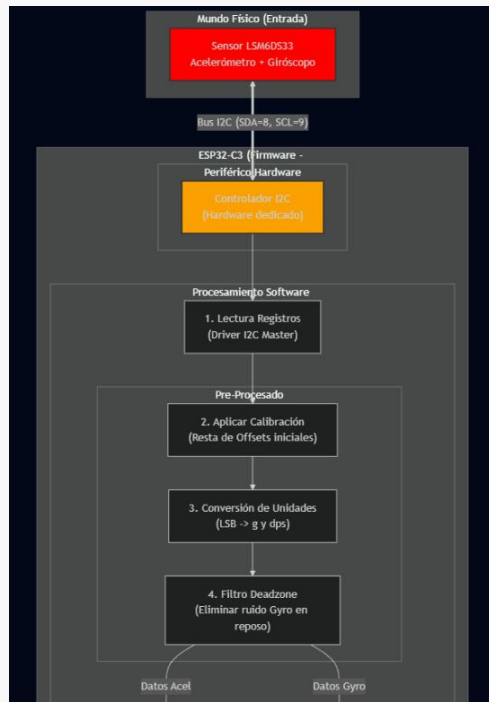 Mundo Físico (Entrada)
Sensor LSM6DS33
Acelerómetro + Giróscopo
Bus I2C (SDA=8, SCL=9)
ESP32-C3 (Firmware -
Periférico Hardware
Controlador I2C
(Hardware dedicado)
Procesamiento Software
1. Lectura Registros
(Driver I2C Master)
Pre-Procesado
2. Aplicar Calibración
(Resta de Offsets iniciales)
3. Conversión de Unidades
(LSB -> g y dps)
4. Filtro Deadzone
(Eliminar ruido Gyro en
reposo)
Datos Acel
Datos Gyro